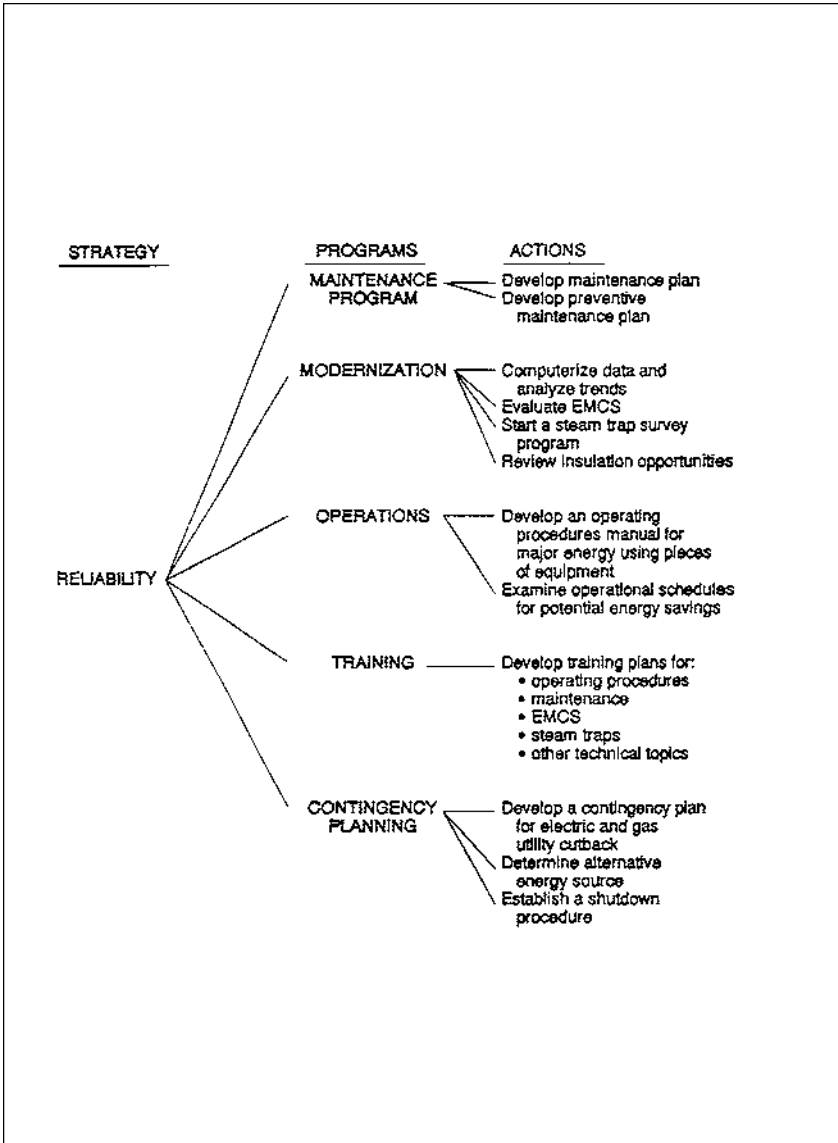 STRATEGY
PROGRAMS
ACTIONS
RELIABILITY
MAINTENANCE
PROGRAM
Develop maintenance plan
Develop preventive
maintenance plan
MODERNIZATION
Computerize data and
analyze trends
Evaluate EMCS
Start a steam trap survey
program
Review insulation opportunities
OPERATIONS
Develop an operating
procedures manual for
major energy using pieces
of equipment
Examine operational schedules
for potential energy savings
TRAINING
Develop training plans for:
• operating procedures
• maintenance
• EMCS
• steam traps
• other technical topics
CONTINGENCY
PLANNING
Develop a contingency plan
for electric and gas
utility cutback
Determine alternative
energy source
Establish a shutdown
procedure